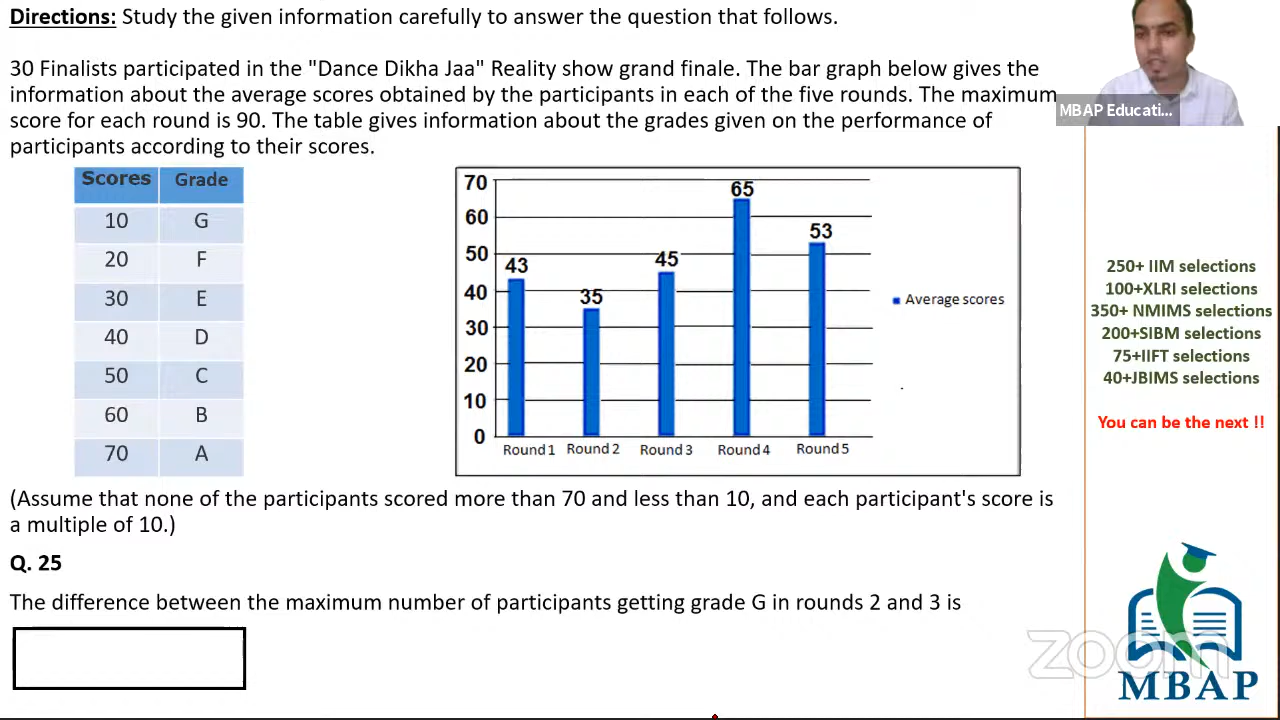 Directions: Study the given information carefully to answer the question that follows.
30 Finalists participated in the "Dance Dikha Jaa" Reality show grand finale. The bar graph below gives the
information about the average scores obtained by the participants in each of the five rounds. The maximum
score for each round is 90. The table gives information about the grades given on the performance of
participants according to their scores.
MBAP Educati...
Scores Grade
10 G
20 F
30 E
40 D
50 C
60 B
70 A
70
60
50
40
30
20
10
0
43
35
45
65
53
Round 1 Round 2 Round 3 Round 4 Round 5
Average scores
250+ IIM selections
100+XLRI selections
350+ NMIMS selections
200+SIBM selections
75+IIFT selections
40+JBIMS selections
You can be the next !!
(Assume that none of the participants scored more than 70 and less than 10, and each participant's score is
a multiple of 10.)
Q. 25
The difference between the maximum number of participants getting grade G in rounds 2 and 3 is
zoom
MBAP